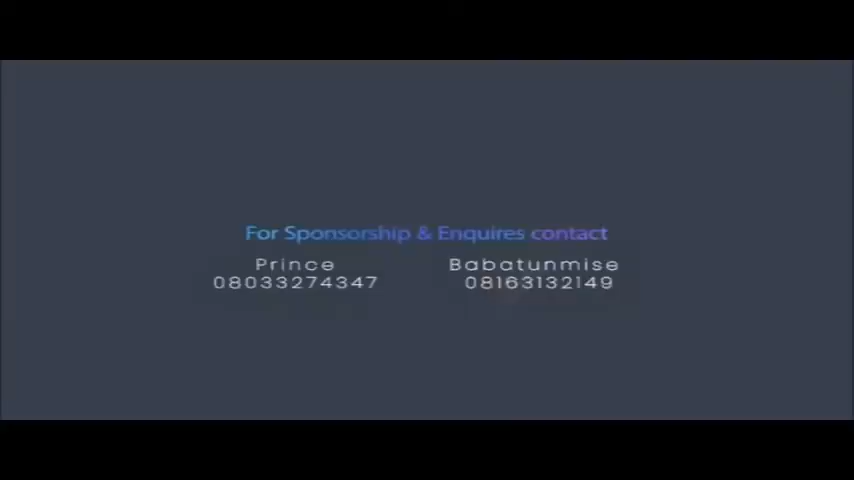 For Sponsorship & Enquires contact
Prince
08033274347
Babatunmise
08163132149